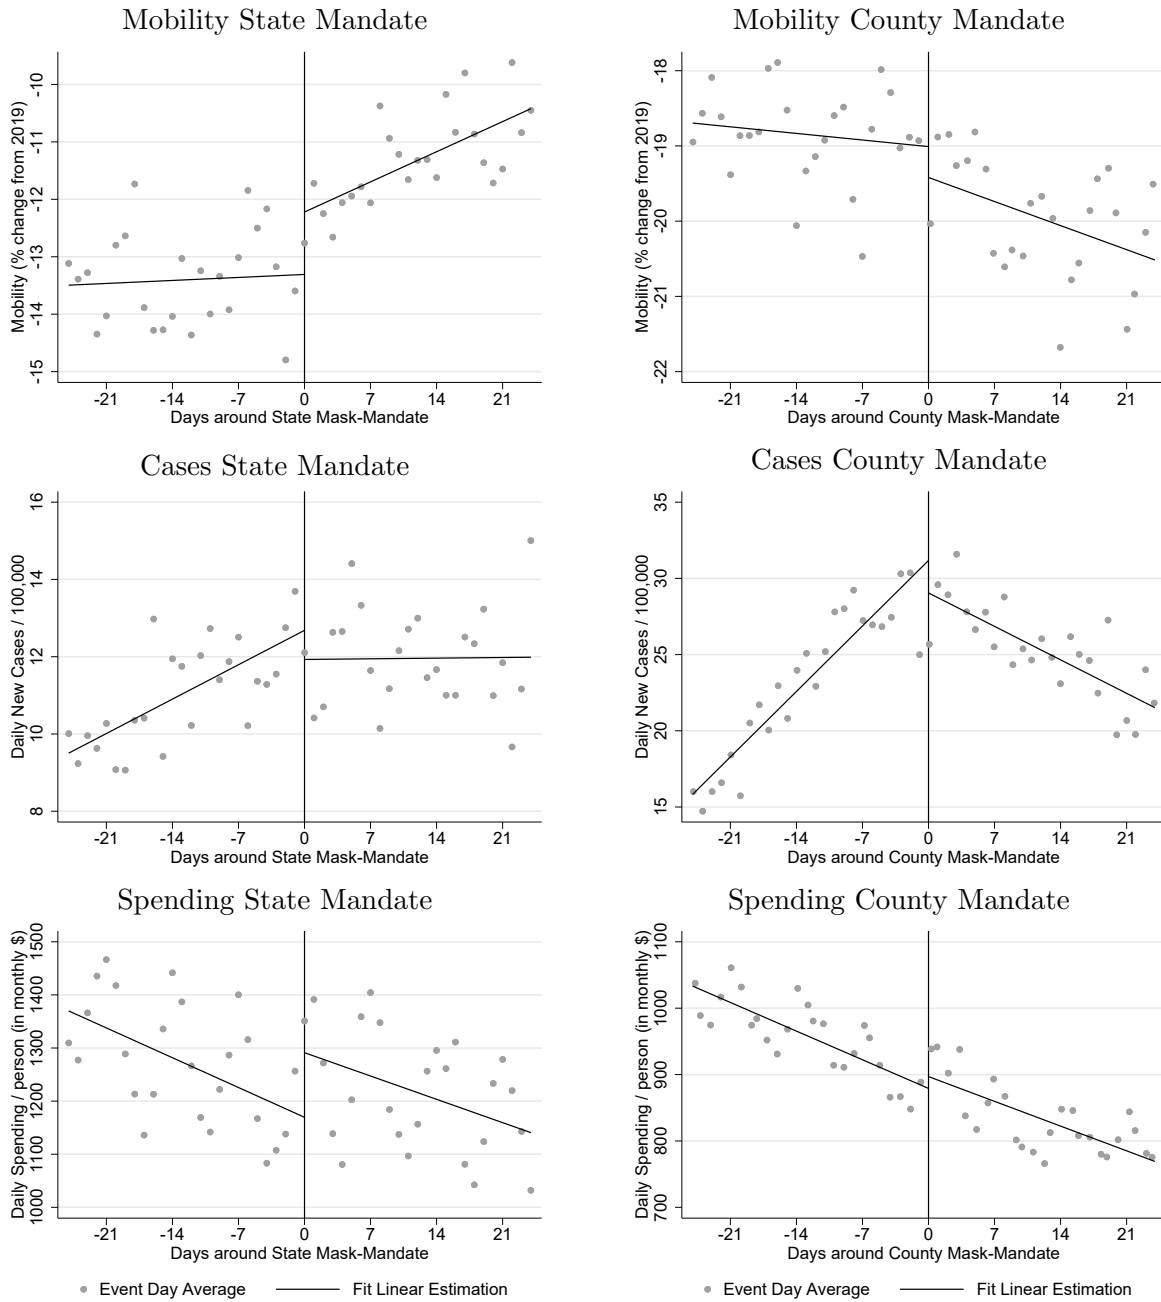 Mobility State Mandate
Mobility (% change from 2019)
-10
-11
-12
-13
-14
-15
-21 -14 -7 0 7 14 21
Days around State Mask-Mandate
Mobility County Mandate
Mobility (% change from 2019)
-18
-19
-20
-21
-22
-21 -14 -7 0 7 14 21
Days around County Mask-Mandate
Cases State Mandate
Daily New Cases / 100,000
16
14
12
10
8
-21 -14 -7 0 7 14 21
Days around State Mask-Mandate
Cases County Mandate
Daily New Cases / 100,000
35
30
25
20
15
-21 -14 -7 0 7 14 21
Days around County Mask-Mandate
Spending State Mandate
Daily Spending / person (in monthly $)
1500
1400
1300
1200
1100
1000
-21 -14 -7 0 7 14 21
Days around State Mask-Mandate
Spending County Mandate
Daily Spending / person (in monthly $)
1100
1000
900
800
700
-21 -14 -7 0 7 14 21
Days around County Mask-Mandate
Event Day Average Fit Linear Estimation
Event Day Average Fit Linear Estimation